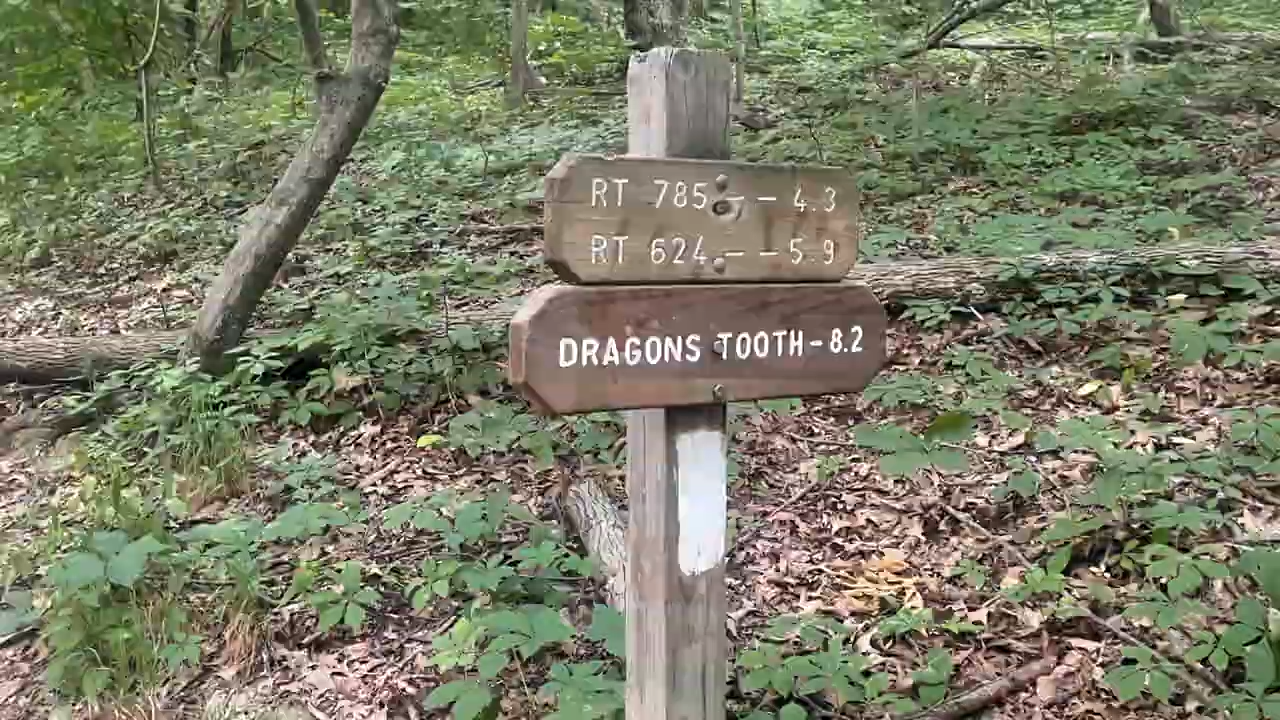 RT 785 - - 4.3
RT 624 - - 5.9
DRAGONS TOOTH - 8.2